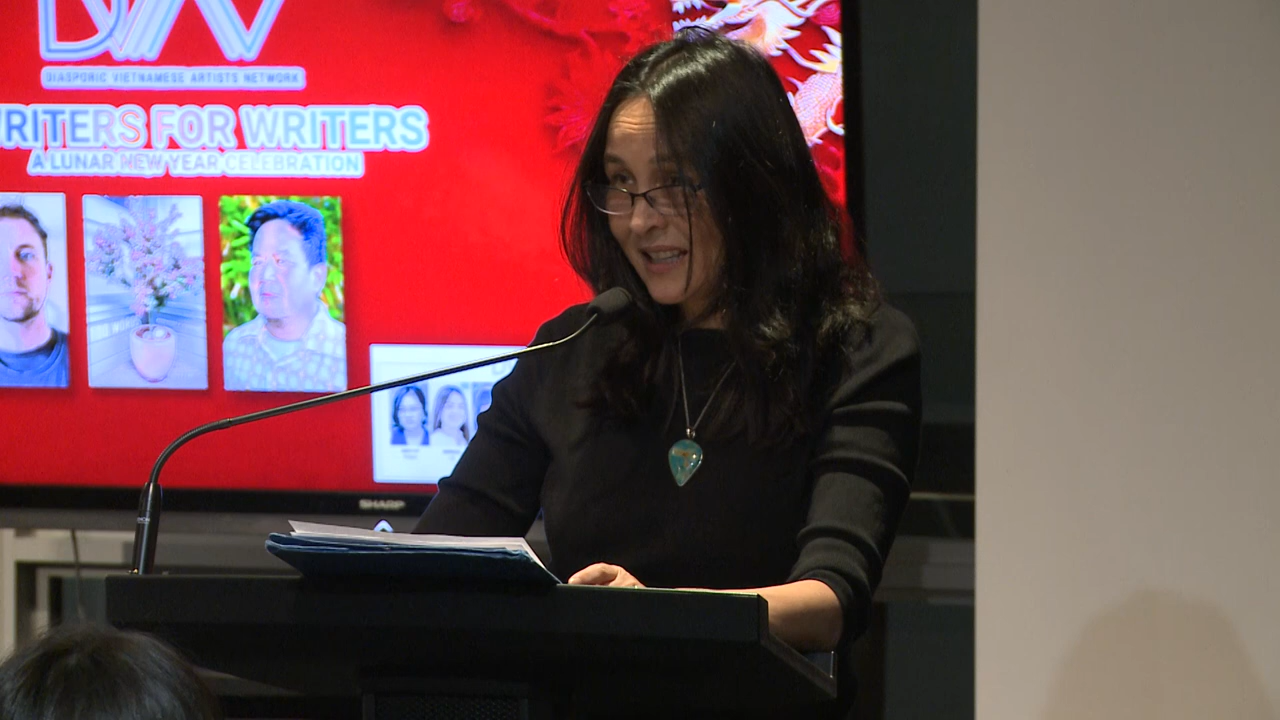 DVAN
DIASPORIC VIETNAMESE ARTISTS NETWORK
RITERS FOR WRITERS
A LUNAR NEW YEAR CELEBRATION
SHARP